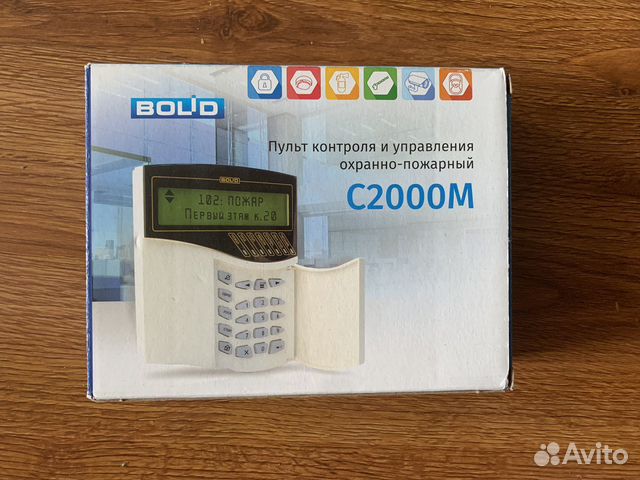 BOLID
Пульт контроля и управления
охранно-пожарный
С2000М
BOLID
102: ПОЖАР
Первый этаж к.20
Avito